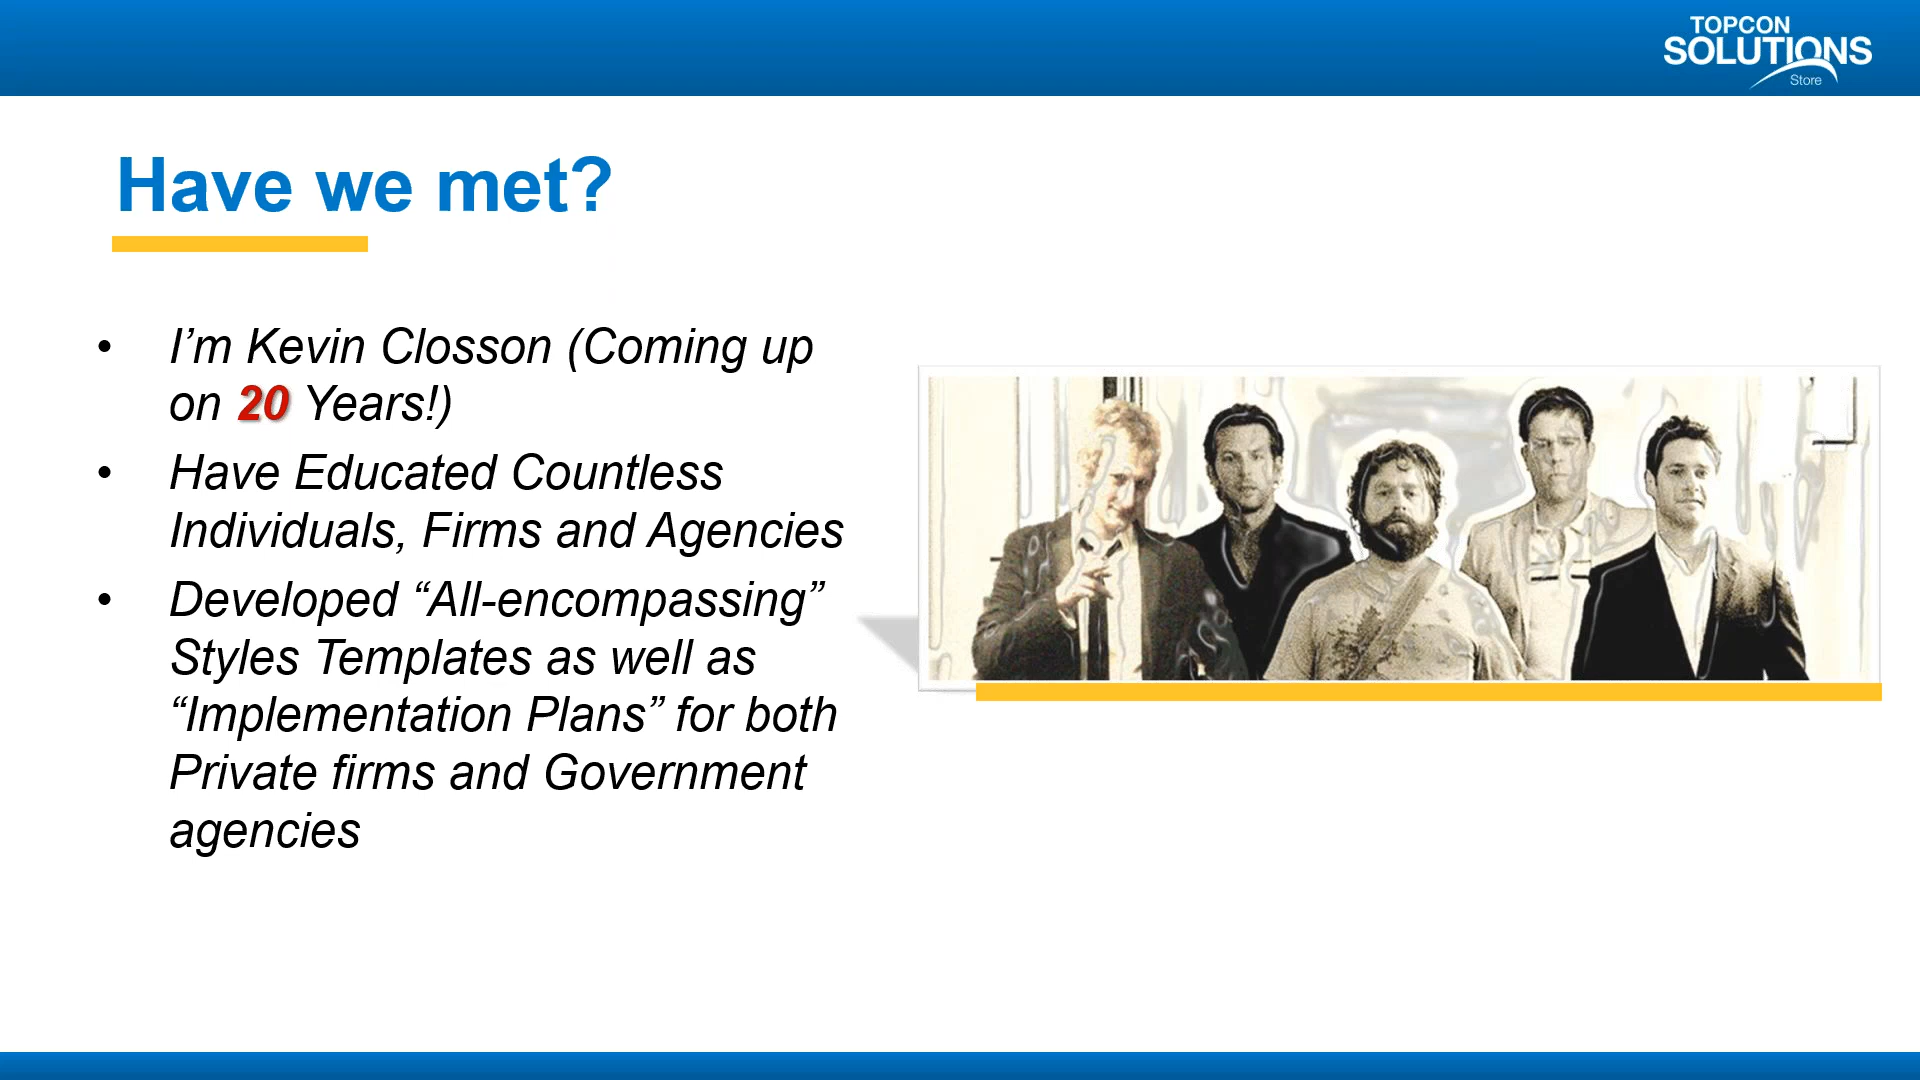 TOPCON
SOLUTIONS
Store
Have we met?
• I’m Kevin Closson (Coming up
on 20 Years!)
• Have Educated Countless
Individuals, Firms and Agencies
• Developed “All-encompassing”
Styles Templates as well as
“Implementation Plans” for both
Private firms and Government
agencies